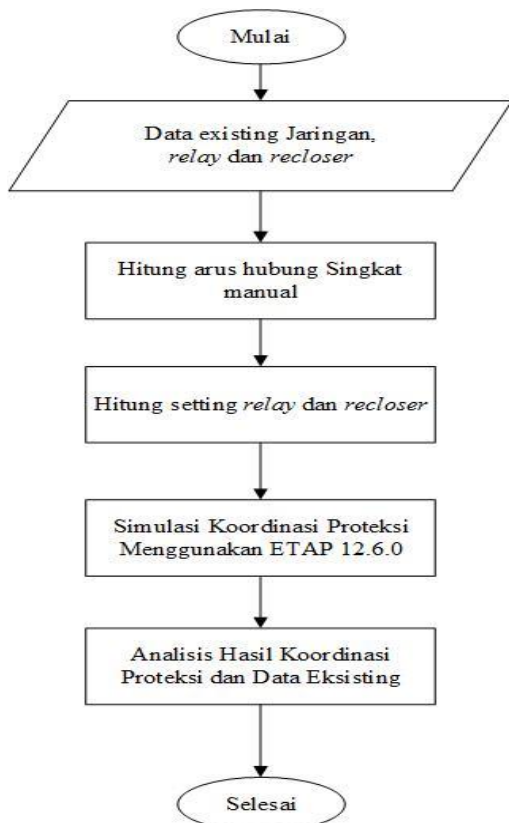 Mulai
Data existing Jaringan,
relay dan recloser
Hitung arus hubung Singkat
manual
Hitung setting relay dan recloser
Simulasi Koordinasi Proteksi
Menggunakan ETAP 12.6.0
Analisis Hasil Koordinasi
Proteksi dan Data Eksisting
Selesai